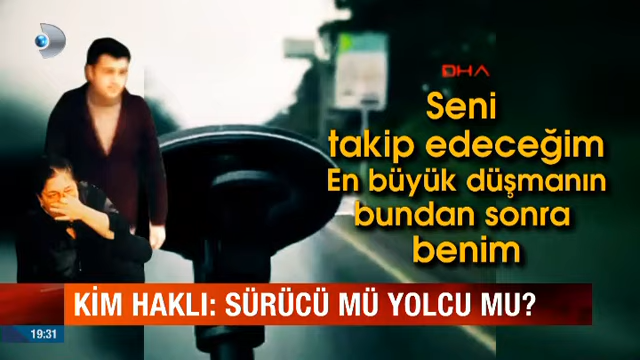 DHA
Seni
takip edeceğim
En büyük düşmanın
bundan sonra
benim
KİM HAKLI: SÜRÜCÜ MÜ YOLCU MU?
19:31